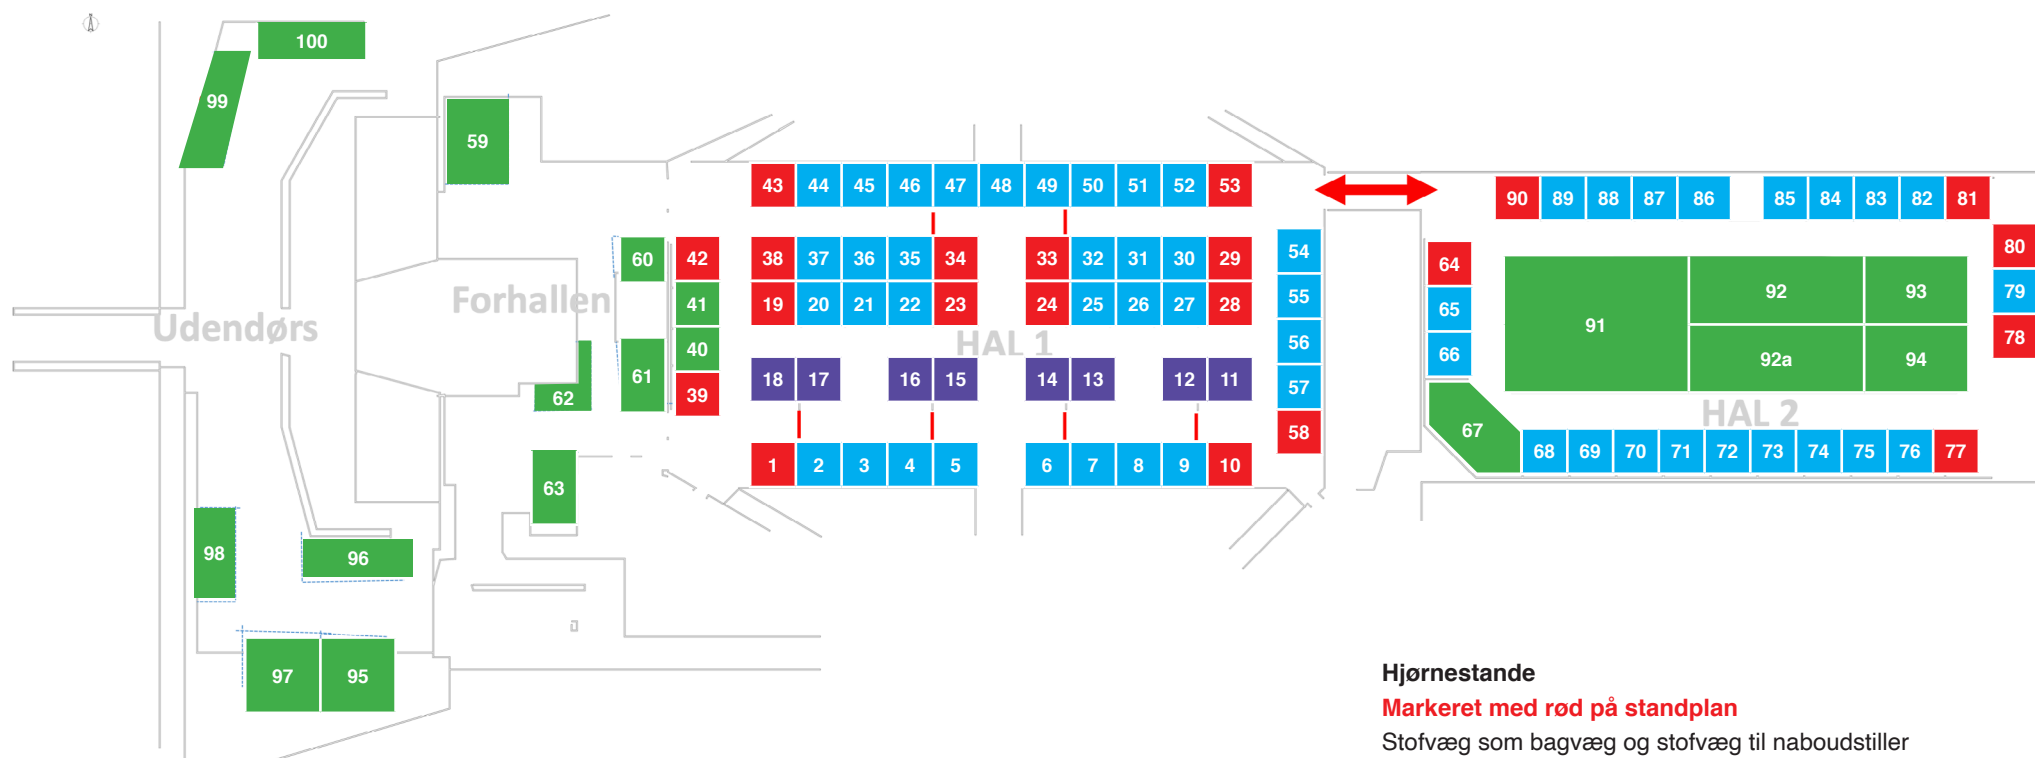 100
99
59
43 44 45 46 47 48 49 50 51 52 53
90 89 88 87 86 85 84 83 82 81
60 42 38 37 36 35 34 33 32 31 30 29 54
64 80
41 19 20 21 22 23 24 25 26 27 28 55
65 92 93 79
Udendørs Forhallen HAL 1
91
40 56 66 92a 94 78
61 39 18 17 16 15 14 13 12 11 57
62
HAL 2
67 58
1 2 3 4 5 6 7 8 9 10
68 69 70 71 72 73 74 75 76 77
63
98 96
97 95
Hjørnestande
Markeret med rød på standplan
Stofvæg som bagvæg og stofvæg til naboudstiller